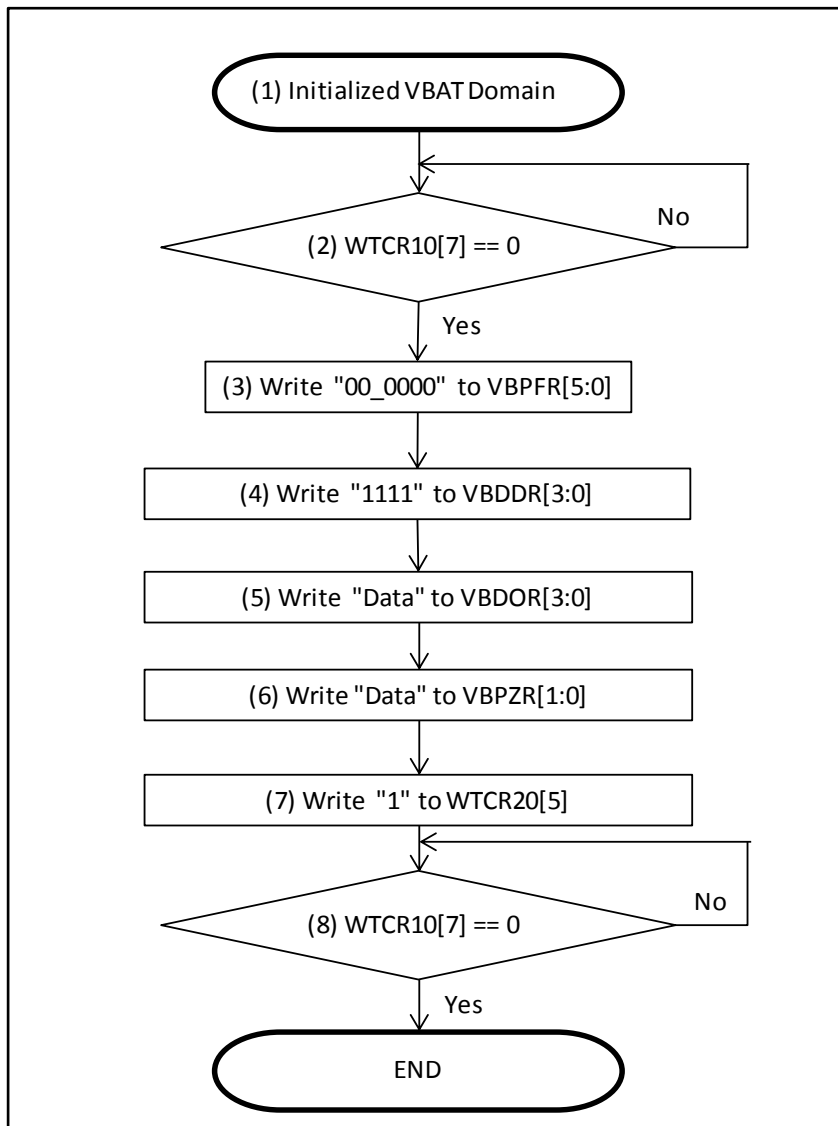 (1) Initialized VBAT Domain
(2) WTCR10[7] == 0
No
Yes
(3) Write "00_0000" to VBPFR[5:0]
(4) Write "1111" to VBDDR[3:0]
(5) Write "Data" to VBDOR[3:0]
(6) Write "Data" to VBPZR[1:0]
(7) Write "1" to WTCR20[5]
(8) WTCR10[7] == 0
No
Yes
END